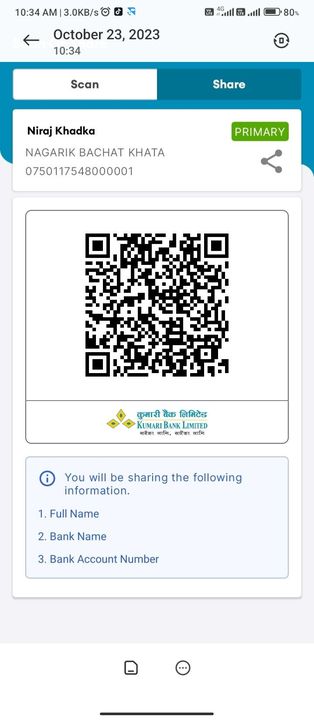 10:34 AM | 3.0KB/s
4G
80%
October 23, 2023
10:34
Scan
Share
Niraj Khadka
PRIMARY
NAGARIK BACHAT KHATA
0750117548000001
कुमारी बैंक लिमिटेड
KUMARI BANK LIMITED
सधैंका लागि, सधैंका लागि
You will be sharing the following
information.
1. Full Name
2. Bank Name
3. Bank Account Number